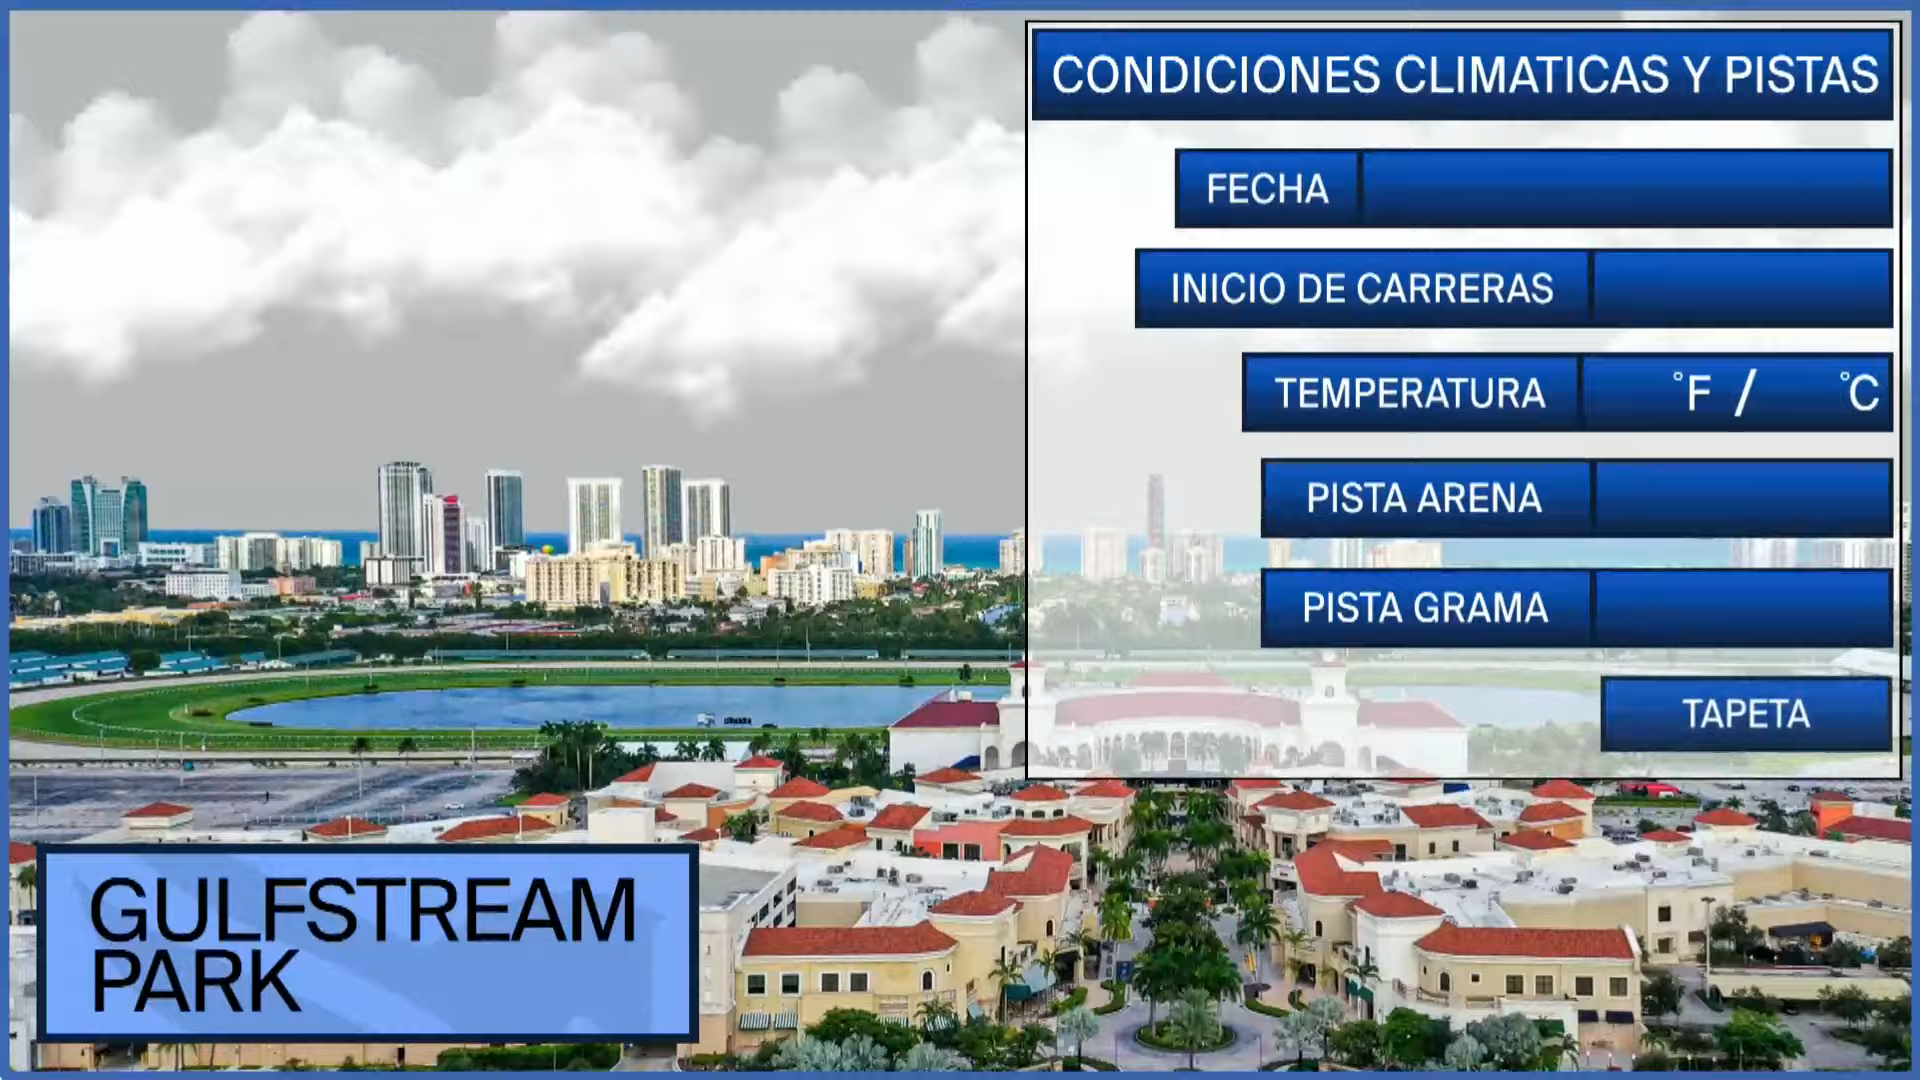 CONDICIONES CLIMATICAS Y PISTAS
FECHA
INICIO DE CARRERAS
TEMPERATURA °F / °C
PISTA ARENA
PISTA GRAMA
TAPETA
GULFSTREAM
PARK